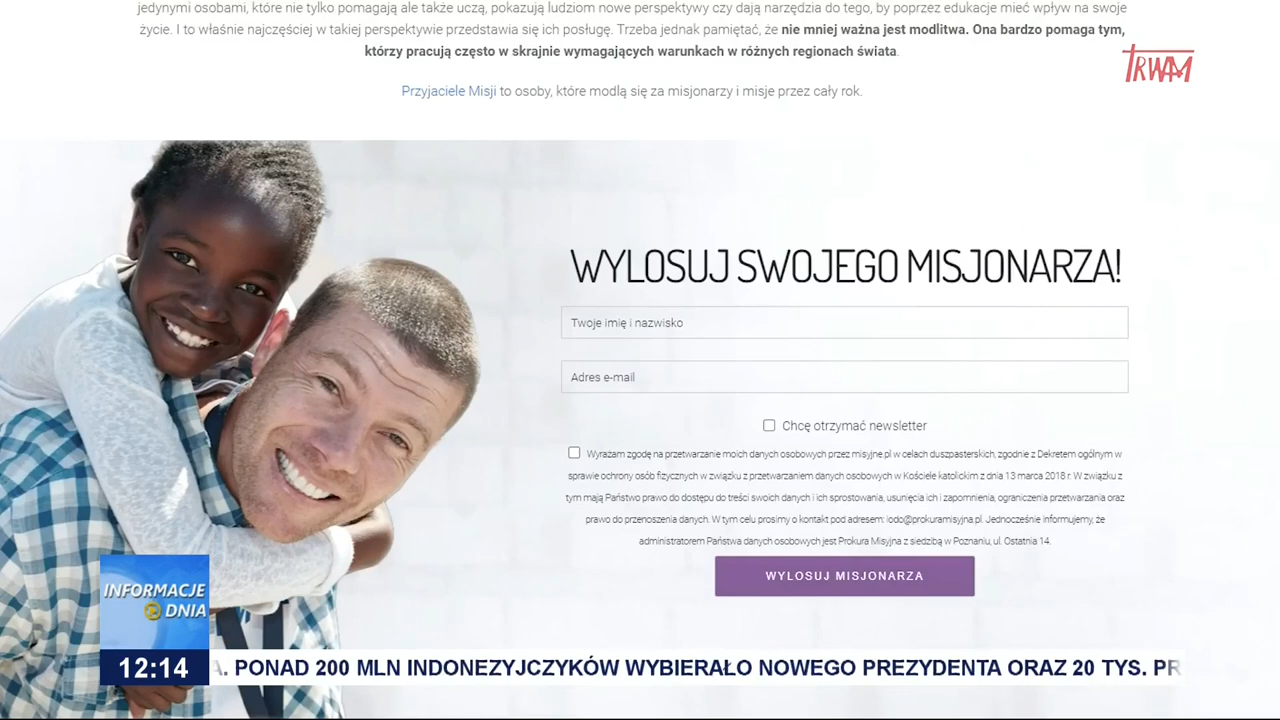 jedynymi osobami, które nie tylko pomagają ale także uczą, pokazują ludziom nowe perspektywy czy dają narzędzia do tego, by poprzez edukacje mieć wpływ na swoje
życie. I to właśnie najczęściej w takiej perspektywie przedstawia się ich posługę. Trzeba jednak pamiętać, że nie mniej ważna jest modlitwa. Ona bardzo pomaga tym,
którzy pracują często w skrajnie wymagających warunkach w różnych regionach świata.
TRWAM
Przyjaciele Misji to osoby, które modlą się za misjonarzy i misje przez cały rok.
WYLOSUJ SWOJEGO MISJONARZA!
Twoje imię i nazwisko
Adres e-mail
Chcę otrzymać newsletter
Wyrażam zgodę na przetwarzanie moich danych osobowych przez misyjne.pl w celach duszpasterskich, zgodnie z Dekretem ogólnym w
sprawie ochrony osób fizycznych w związku z przetwarzaniem danych osobowych w Kościele katolickim z dnia 13 marca 2018 r. W związku z
tym mają Państwo prawo do dostępu do treści swoich danych i ich sprostowania, usunięcia ich i zapomnienia, ograniczenia przetwarzania oraz
prawo do przenoszenia danych. W tym celu prosimy o kontakt pod adresem: iodo@prokuramisyjna.pl. Jednocześnie informujemy, że
administratorem Państwa danych osobowych jest Prokura Misyjna z siedzibą w Poznaniu, ul. Ostatnia 14.
WYLOSUJ MISJONARZA
INFORMACJE
DNIA
12:14
A. PONAD 200 MLN INDONEZYJCZYKÓW WYBIERAŁO NOWEGO PREZYDENTA ORAZ 20 TYS. PR